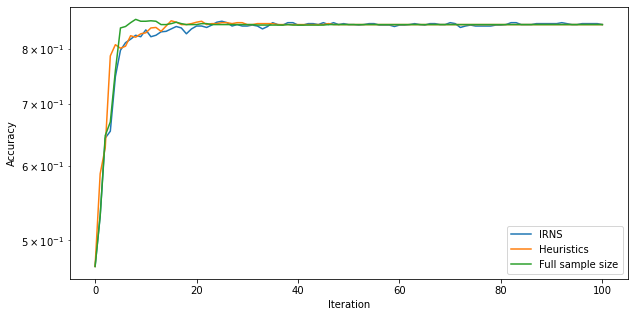 8 × 10⁻¹
7 × 10⁻¹
6 × 10⁻¹
5 × 10⁻¹
Accuracy
0 20 40 60 80 100
Iteration
IRNS
Heuristics
Full sample size